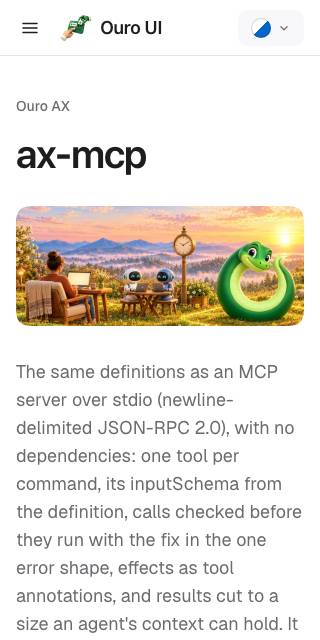 Ouro UI
Ouro AX
ax-mcp
The same definitions as an MCP
server over stdio (newline-
delimited JSON-RPC 2.0), with no
dependencies: one tool per
command, its inputSchema from
the definition, calls checked before
they run with the fix in the one
error shape, effects as tool
annotations, and results cut to a
size an agent's context can hold. It